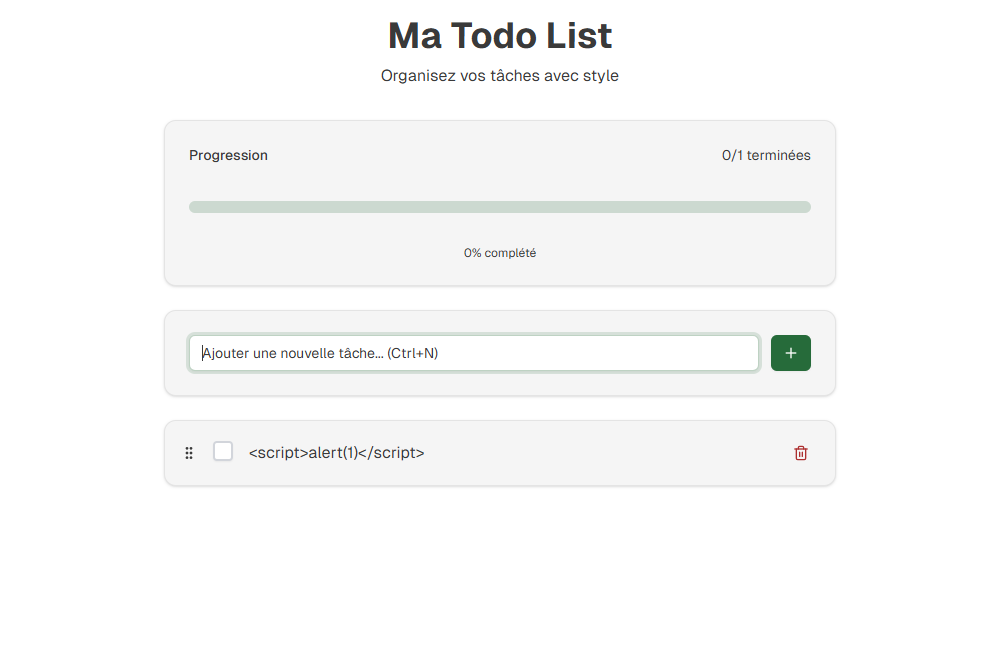 Ma Todo List
Organisez vos tâches avec style
Progression 0/1 terminées
0% complété
Ajouter une nouvelle tâche... (Ctrl+N)
<script>alert(1)</script>